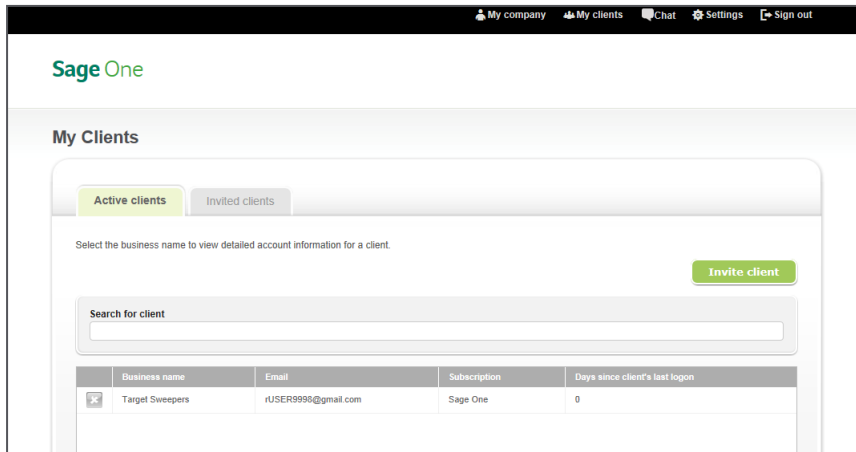 My company My clients Chat Settings Sign out
Sage One
My Clients
Active clients Invited clients
Select the business name to view detailed account information for a client.
Invite client
Search for client
Business name Email Subscription Days since client's last logon
Target Sweepers rUSER9998@gmail.com Sage One 0